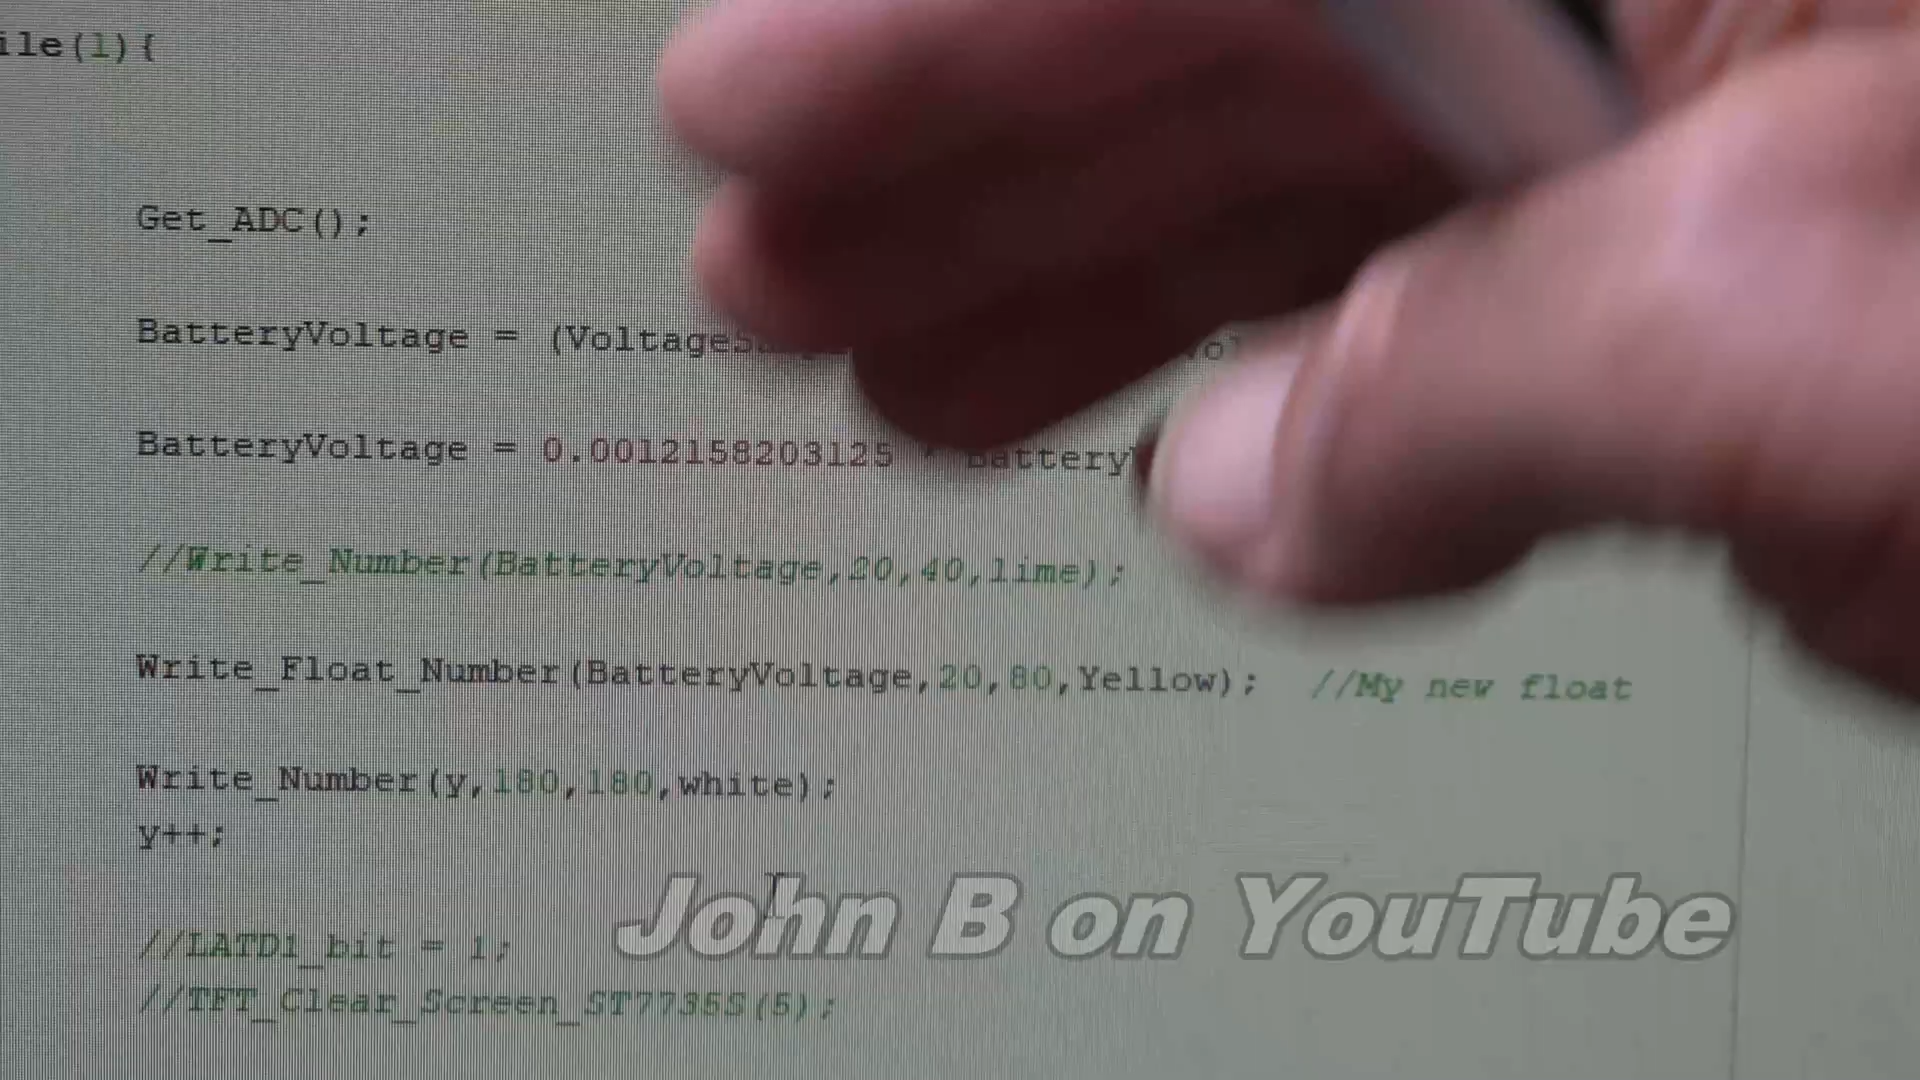 ile(1){
Get_ADC();
BatteryVoltage = (Voltage
BatteryVoltage = 0.0012158203125 * Battery
//Write_Number(BatteryVoltage,20,40,lime);
Write_Float_Number(BatteryVoltage,20,80,Yellow); //My new float
Write_Number(y,180,180,white);
y++;
//LATD1_bit = 1;
//TFT_Clear_Screen_ST7735S(5);
John B on YouTube